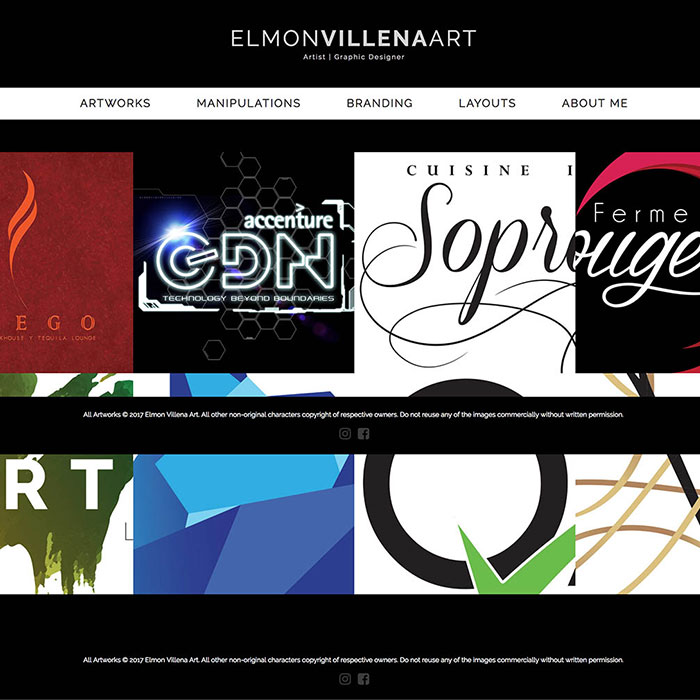 ELMONVILLENAART
Artist | Graphic Designer
ARTWORKS MANIPULATIONS BRANDING LAYOUTS ABOUT ME
EGO
KHOUSE Y TEQUILA LOUNGE
accenture
GDN
TECHNOLOGY BEYOND BOUNDARIES
CUISINE I
Sopr
Ferme
ouge
All Artworks © 2017 Elmon Villena Art. All other non-original characters copyright of respective owners. Do not reuse any of the images commercially without written permission.
RT
L
All Artworks © 2017 Elmon Villena Art. All other non-original characters copyright of respective owners. Do not reuse any of the images commercially without written permission.